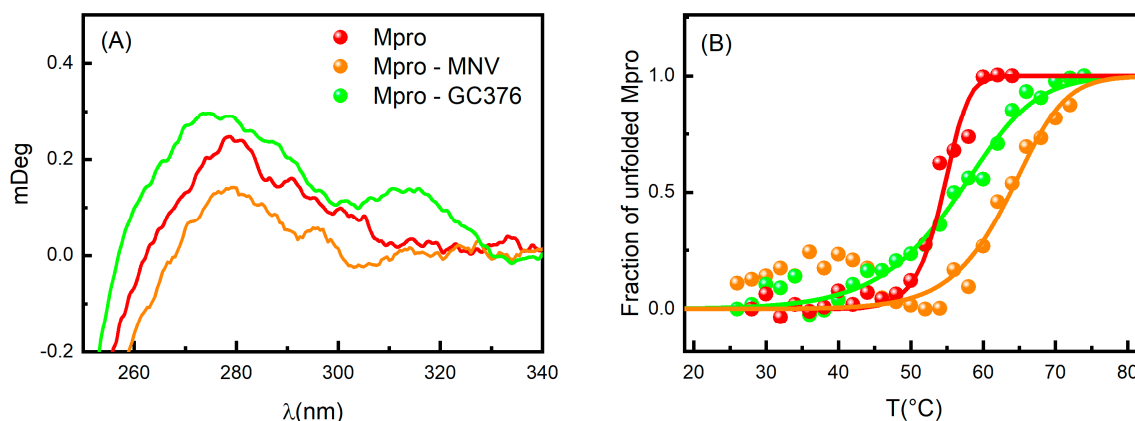 (A)
Mpro
Mpro - MNV
Mpro - GC376
mDeg
0.4
0.2
0.0
-0.2
260 280 300 320 340
λ(nm)
(B)
Fraction of unfolded Mpro
1.0
0.5
0.0
20 30 40 50 60 70 80
T(°C)